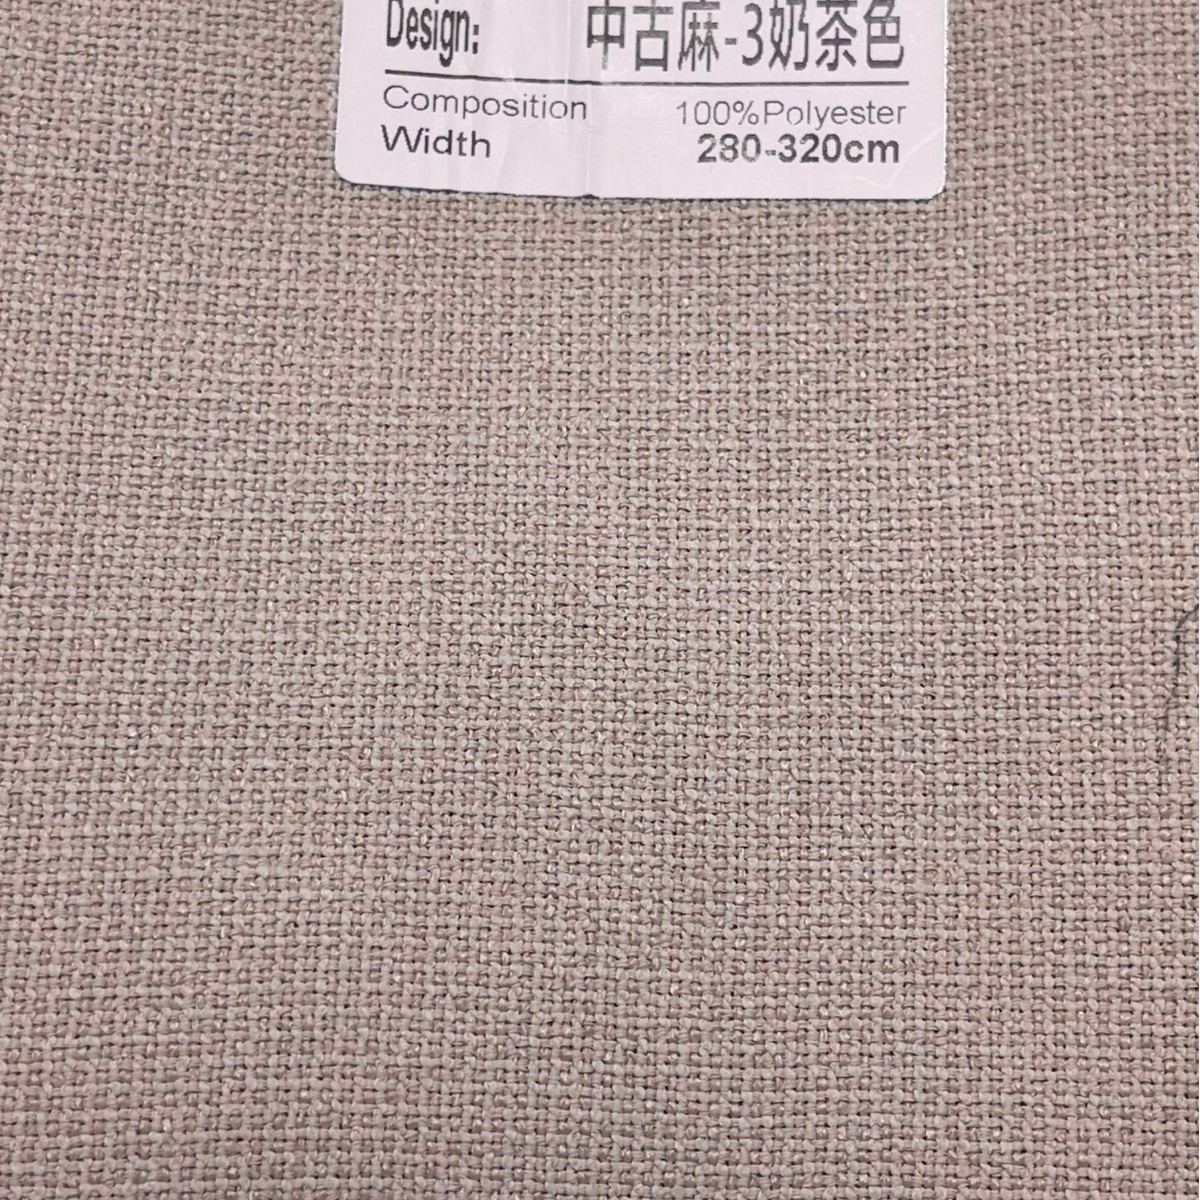 Design: 中古麻-3奶茶色
Composition 100%Polyester
Width 280-320cm